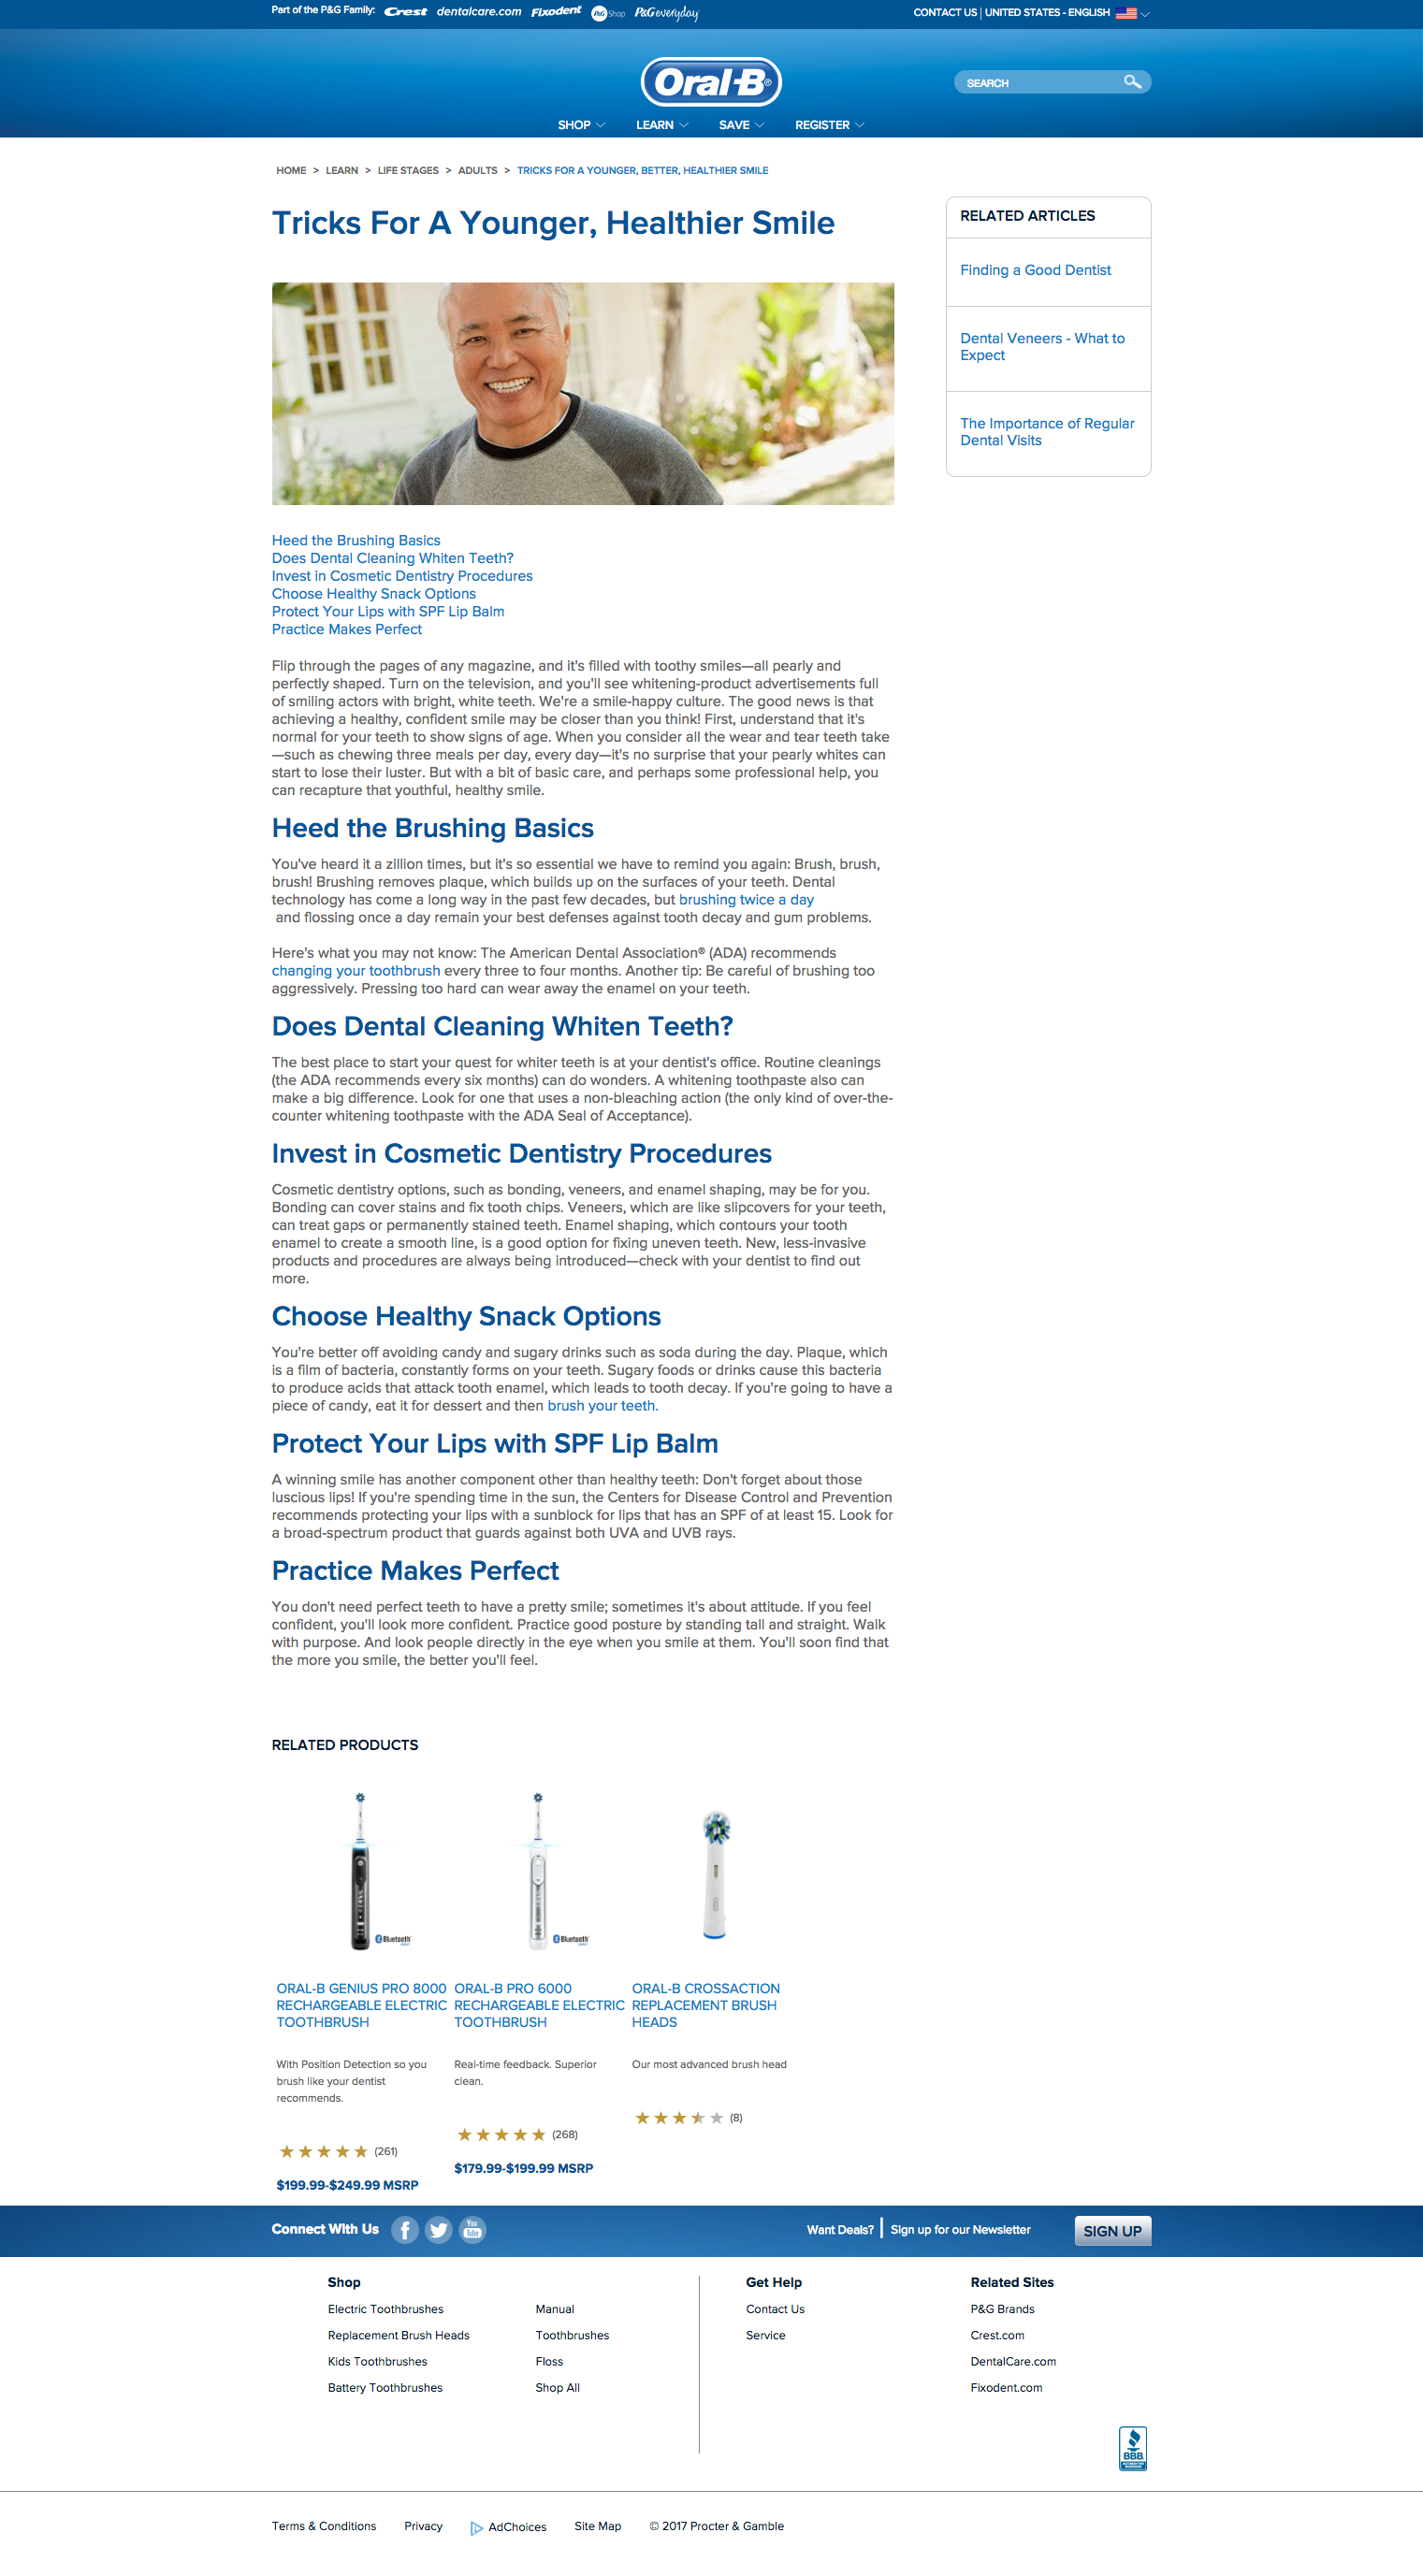 Part of the P&G Family: Crest dentalcare.com Fixodent P&G Shop P&G everyday
CONTACT US | UNITED STATES - ENGLISH
Oral-B®
SEARCH
SHOP LEARN SAVE REGISTER
HOME > LEARN > LIFE STAGES > ADULTS > TRICKS FOR A YOUNGER, BETTER, HEALTHIER SMILE
Tricks For A Younger, Healthier Smile
RELATED ARTICLES
Finding a Good Dentist
Dental Veneers - What to
Expect
The Importance of Regular
Dental Visits
Heed the Brushing Basics
Does Dental Cleaning Whiten Teeth?
Invest in Cosmetic Dentistry Procedures
Choose Healthy Snack Options
Protect Your Lips with SPF Lip Balm
Practice Makes Perfect
Flip through the pages of any magazine, and it's filled with toothy smiles—all pearly and
perfectly shaped. Turn on the television, and you'll see whitening-product advertisements full
of smiling actors with bright, white teeth. We're a smile-happy culture. The good news is that
achieving a healthy, confident smile may be closer than you think! First, understand that it's
normal for your teeth to show signs of age. When you consider all the wear and tear teeth take
—such as chewing three meals per day, every day—it's no surprise that your pearly whites can
start to lose their luster. But with a bit of basic care, and perhaps some professional help, you
can recapture that youthful, healthy smile.
Heed the Brushing Basics
You've heard it a zillion times, but it's so essential we have to remind you again: Brush, brush,
brush! Brushing removes plaque, which builds up on the surfaces of your teeth. Dental
technology has come a long way in the past few decades, but brushing twice a day
and flossing once a day remain your best defenses against tooth decay and gum problems.
Here's what you may not know: The American Dental Association® (ADA) recommends
changing your toothbrush every three to four months. Another tip: Be careful of brushing too
aggressively. Pressing too hard can wear away the enamel on your teeth.
Does Dental Cleaning Whiten Teeth?
The best place to start your quest for whiter teeth is at your dentist's office. Routine cleanings
(the ADA recommends every six months) can do wonders. A whitening toothpaste also can
make a big difference. Look for one that uses a non-bleaching action (the only kind of over-the-
counter whitening toothpaste with the ADA Seal of Acceptance).
Invest in Cosmetic Dentistry Procedures
Cosmetic dentistry options, such as bonding, veneers, and enamel shaping, may be for you.
Bonding can cover stains and fix tooth chips. Veneers, which are like slipcovers for your teeth,
can treat gaps or permanently stained teeth. Enamel shaping, which contours your tooth
enamel to create a smooth line, is a good option for fixing uneven teeth. New, less-invasive
products and procedures are always being introduced—check with your dentist to find out
more.
Choose Healthy Snack Options
You're better off avoiding candy and sugary drinks such as soda during the day. Plaque, which
is a film of bacteria, constantly forms on your teeth. Sugary foods or drinks cause this bacteria
to produce acids that attack tooth enamel, which leads to tooth decay. If you're going to have a
piece of candy, eat it for dessert and then brush your teeth.
Protect Your Lips with SPF Lip Balm
A winning smile has another component other than healthy teeth: Don't forget about those
luscious lips! If you're spending time in the sun, the Centers for Disease Control and Prevention
recommends protecting your lips with a sunblock for lips that has an SPF of at least 15. Look for
a broad-spectrum product that guards against both UVA and UVB rays.
Practice Makes Perfect
You don't need perfect teeth to have a pretty smile; sometimes it's about attitude. If you feel
confident, you'll look more confident. Practice good posture by standing tall and straight. Walk
with purpose. And look people directly in the eye when you smile at them. You'll soon find that
the more you smile, the better you'll feel.
RELATED PRODUCTS
Bluetooth
Bluetooth
ORAL-B GENIUS PRO 8000
RECHARGEABLE ELECTRIC
TOOTHBRUSH
With Position Detection so you
brush like your dentist
recommends.
(261)
$199.99-$249.99 MSRP
ORAL-B PRO 6000
RECHARGEABLE ELECTRIC
TOOTHBRUSH
Real-time feedback. Superior
clean.
(268)
$179.99-$199.99 MSRP
ORAL-B CROSSACTION
REPLACEMENT BRUSH
HEADS
Our most advanced brush head
(8)
Connect With Us
You Tube
Want Deals? | Sign up for our Newsletter
SIGN UP
Shop
Electric Toothbrushes
Replacement Brush Heads
Kids Toothbrushes
Battery Toothbrushes
Manual
Toothbrushes
Floss
Shop All
Get Help
Contact Us
Service
Related Sites
P&G Brands
Crest.com
DentalCare.com
Fixodent.com
BBB
Terms & Conditions Privacy AdChoices Site Map © 2017 Procter & Gamble